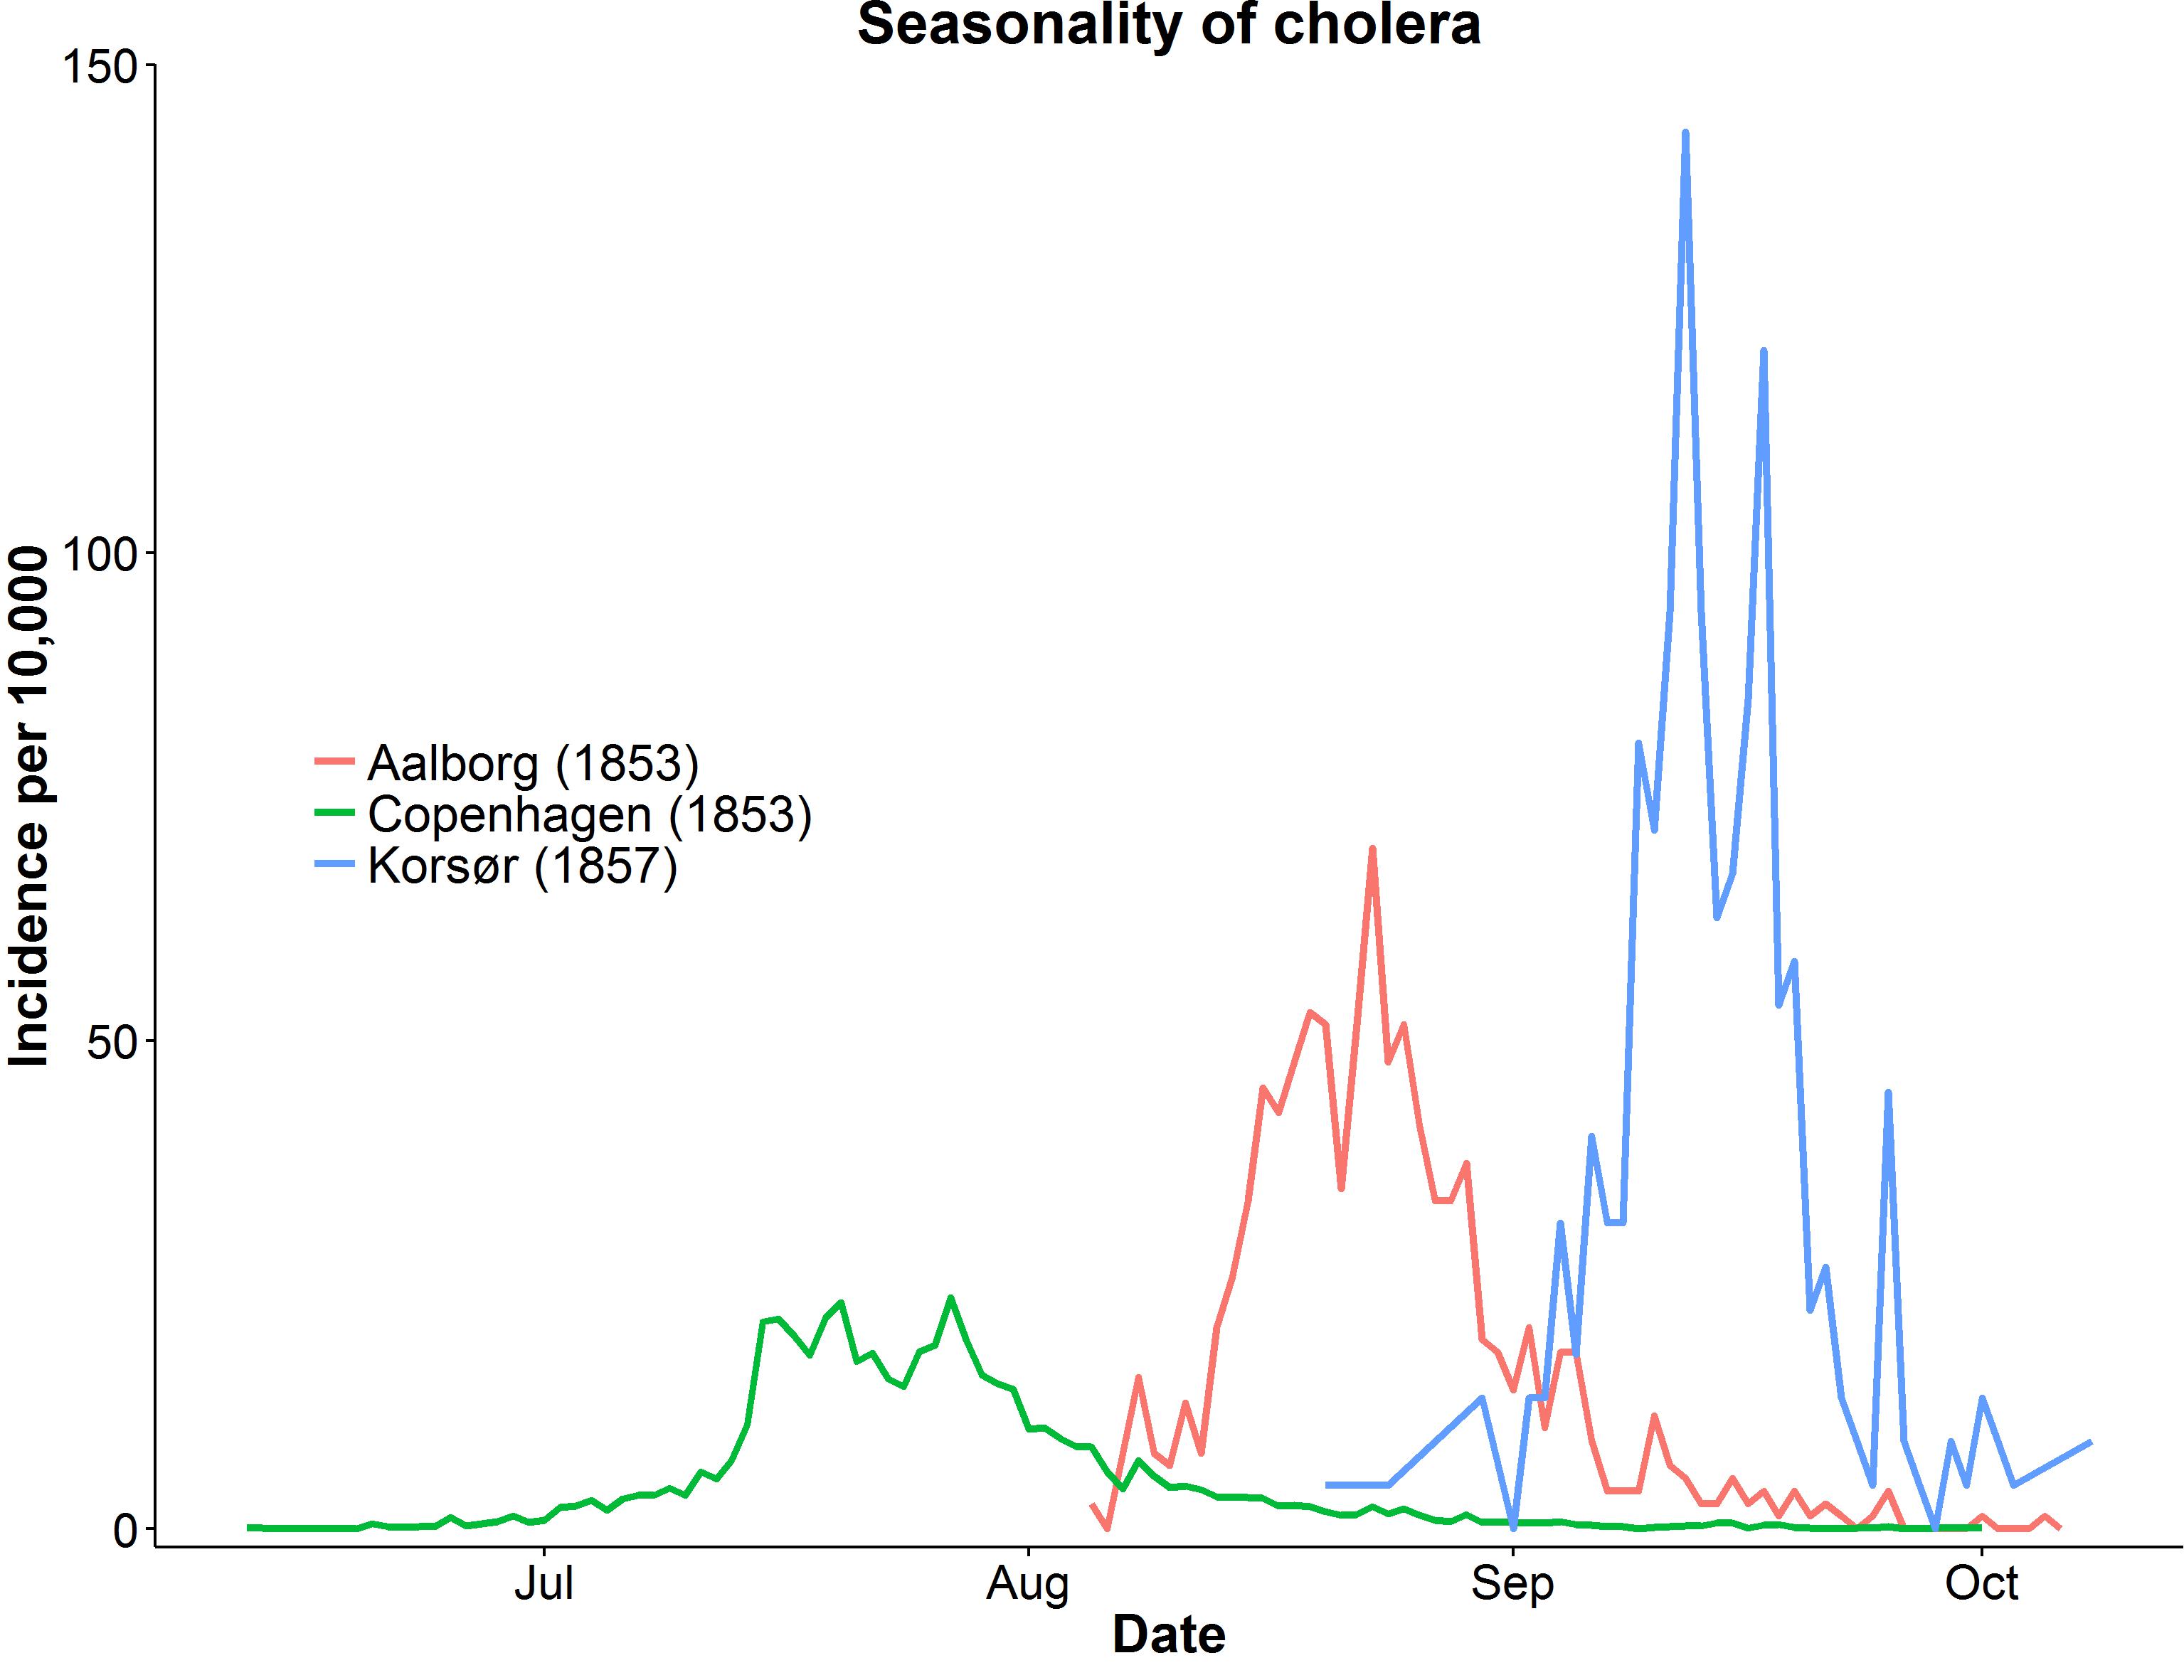 Seasonality of cholera
150
100
50
0
Incidence per 10,000
Aalborg (1853)
Copenhagen (1853)
Korsør (1857)
Jul
Aug
Sep
Oct
Date